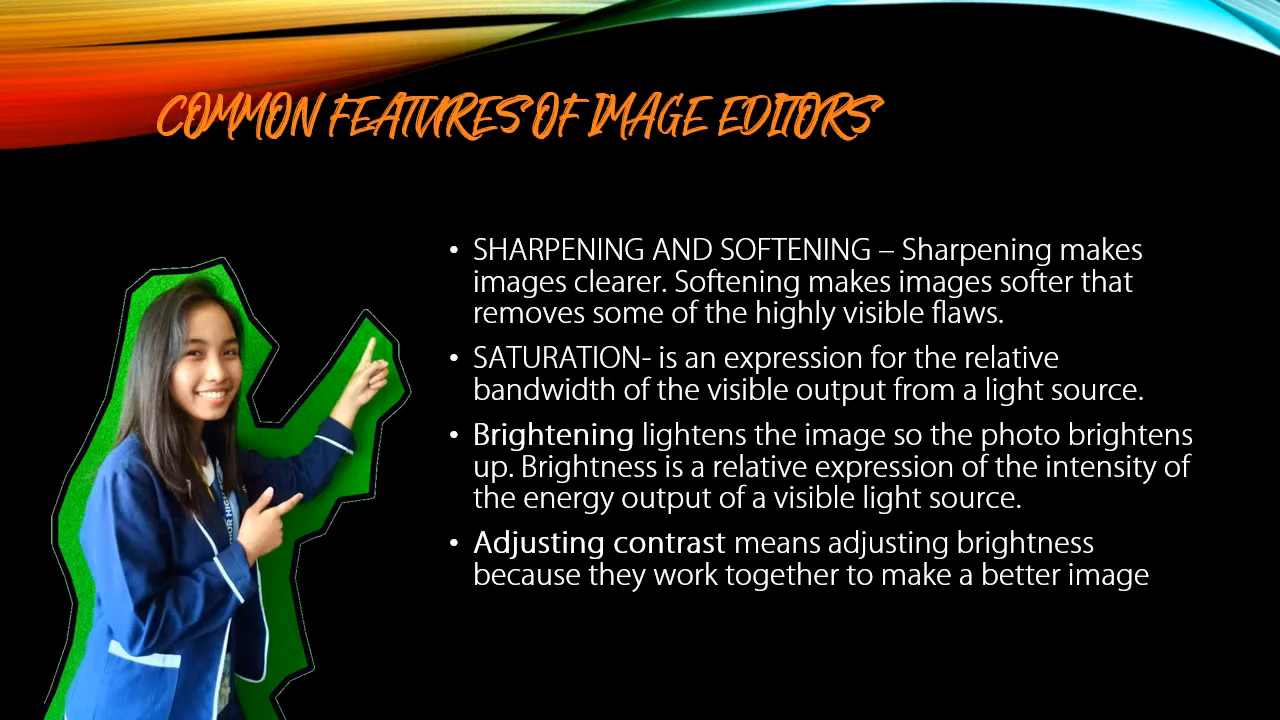 COMMON FEATURES OF IMAGE EDITORS
• SHARPENING AND SOFTENING – Sharpening makes
images clearer. Softening makes images softer that
removes some of the highly visible flaws.
• SATURATION- is an expression for the relative
bandwidth of the visible output from a light source.
• Brightening lightens the image so the photo brightens
up. Brightness is a relative expression of the intensity of
the energy output of a visible light source.
• Adjusting contrast means adjusting brightness
because they work together to make a better image